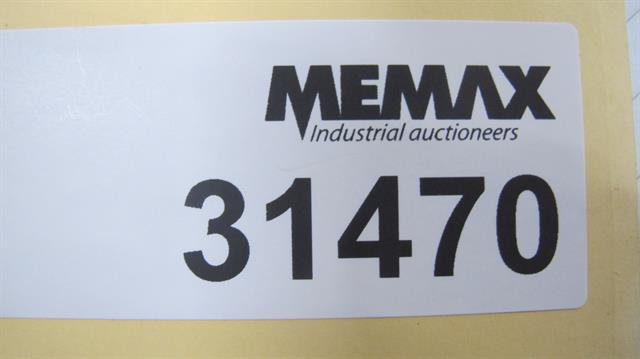 MEMAX
Industrial auctioneers
31470